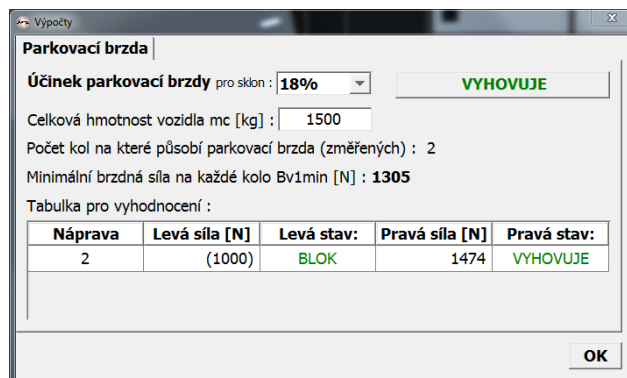 Výpočty
Parkovací brzda
Účinek parkovací brzdy pro sklon : 18% VYHOVUJE
Celková hmotnost vozidla mc [kg] : 1500
Počet kol na které působí parkovací brzda (změřených) : 2
Minimální brzdná síla na každé kolo Bv1min [N] : 1305
Tabulka pro vyhodnocení :
Náprava Levá síla [N] Levá stav: Pravá síla [N] Pravá stav:
2 (1000) BLOK 1474 VYHOVUJE
OK